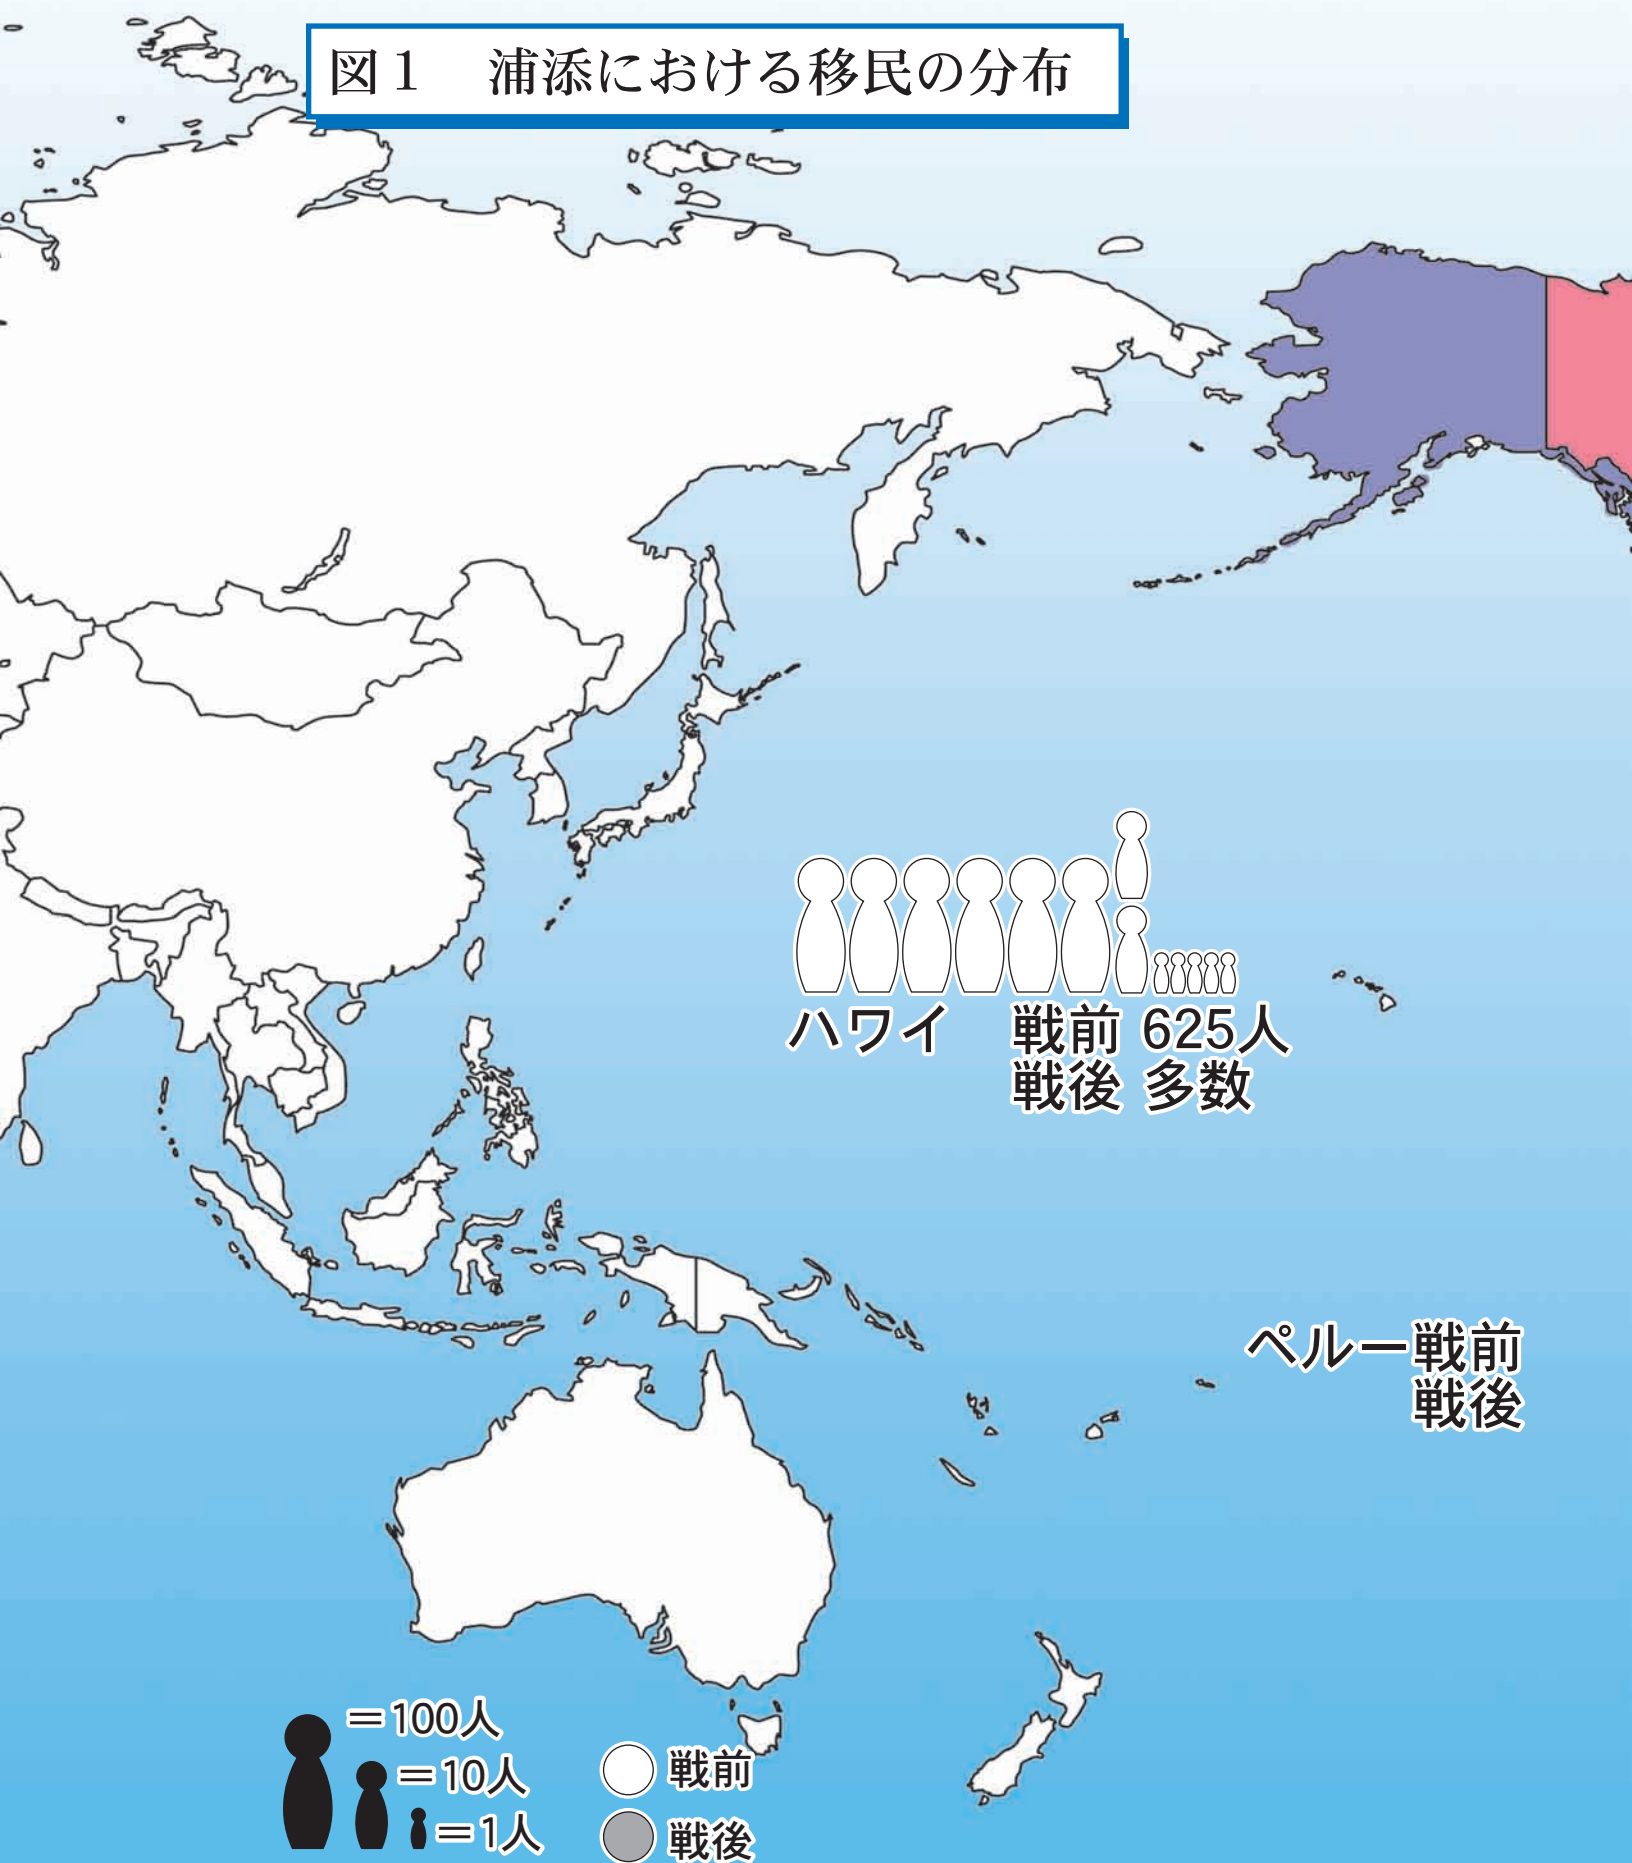 図１　浦添における移民の分布
ハワイ　戦前 625人
戦後 多数
ペルー戦前
戦後
＝100人
＝10人
＝1人
戦前
戦後